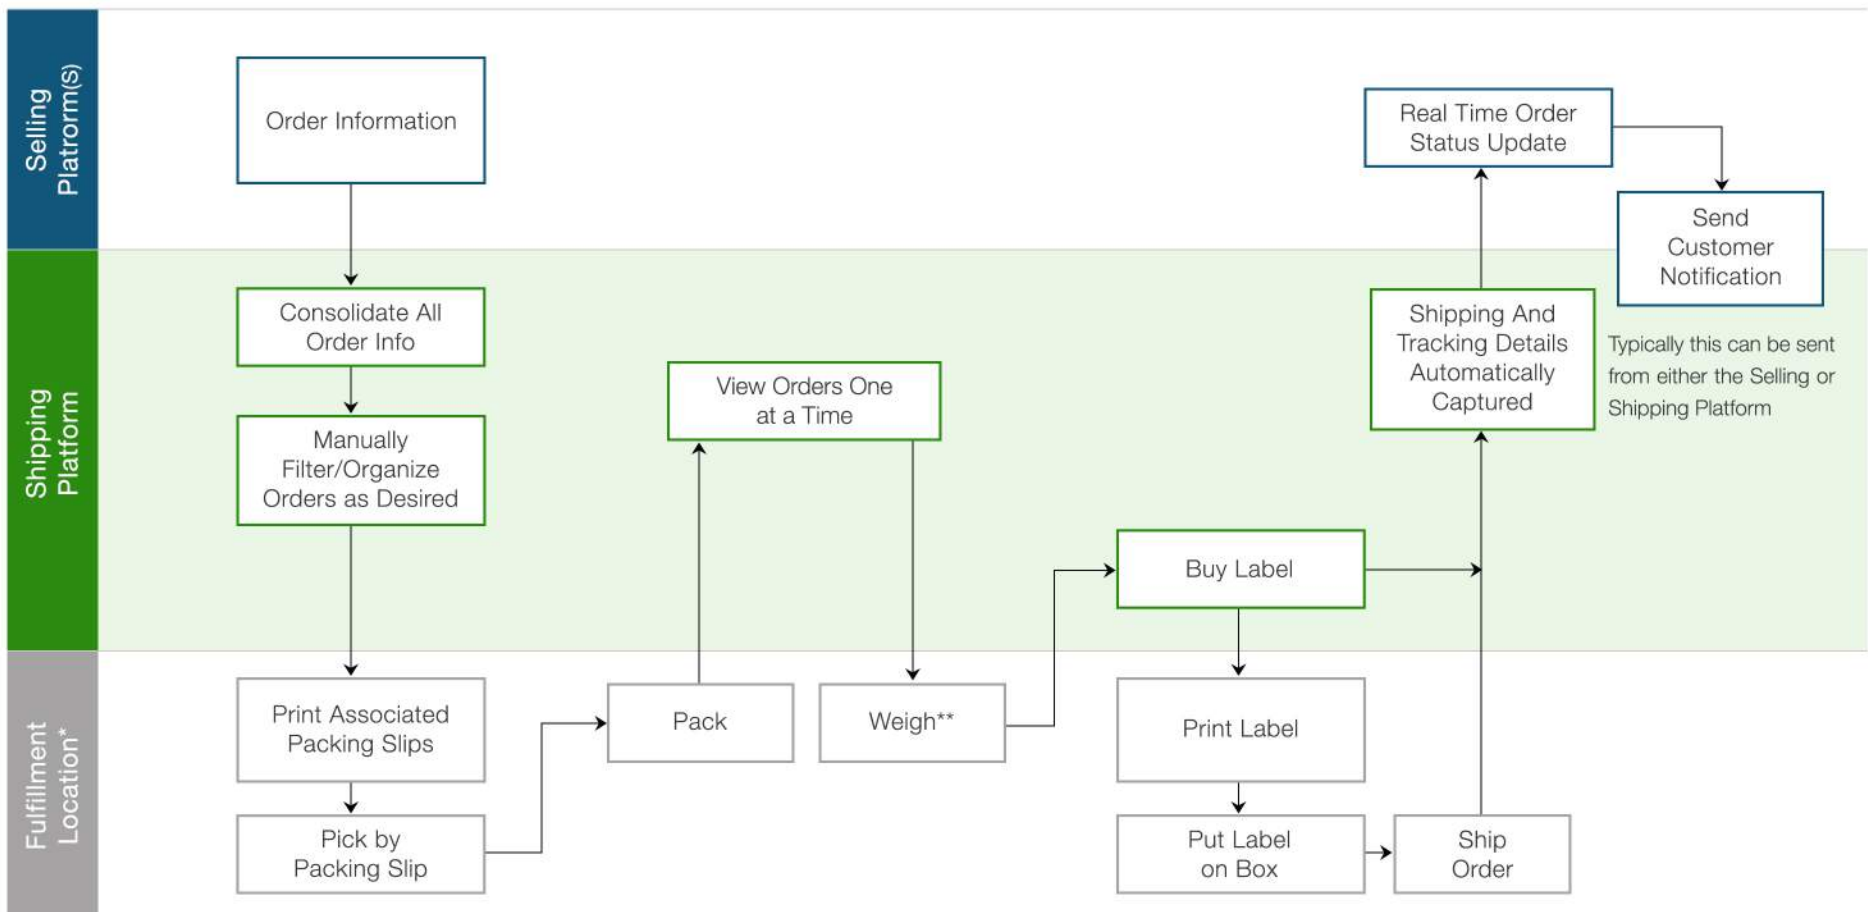 Selling
Platrorm(S)
Order Information
Real Time Order
Status Update
Send
Customer
Notification
Shipping
Platform
Consolidate All
Order Info
Manually
Filter/Organize
Orders as Desired
View Orders One
at a Time
Buy Label
Shipping And
Tracking Details
Automatically
Captured
Typically this can be sent
from either the Selling or
Shipping Platform
Fulfillment
Location*
Print Associated
Packing Slips
Pick by
Packing Slip
Pack
Weigh**
Print Label
Put Label
on Box
Ship
Order